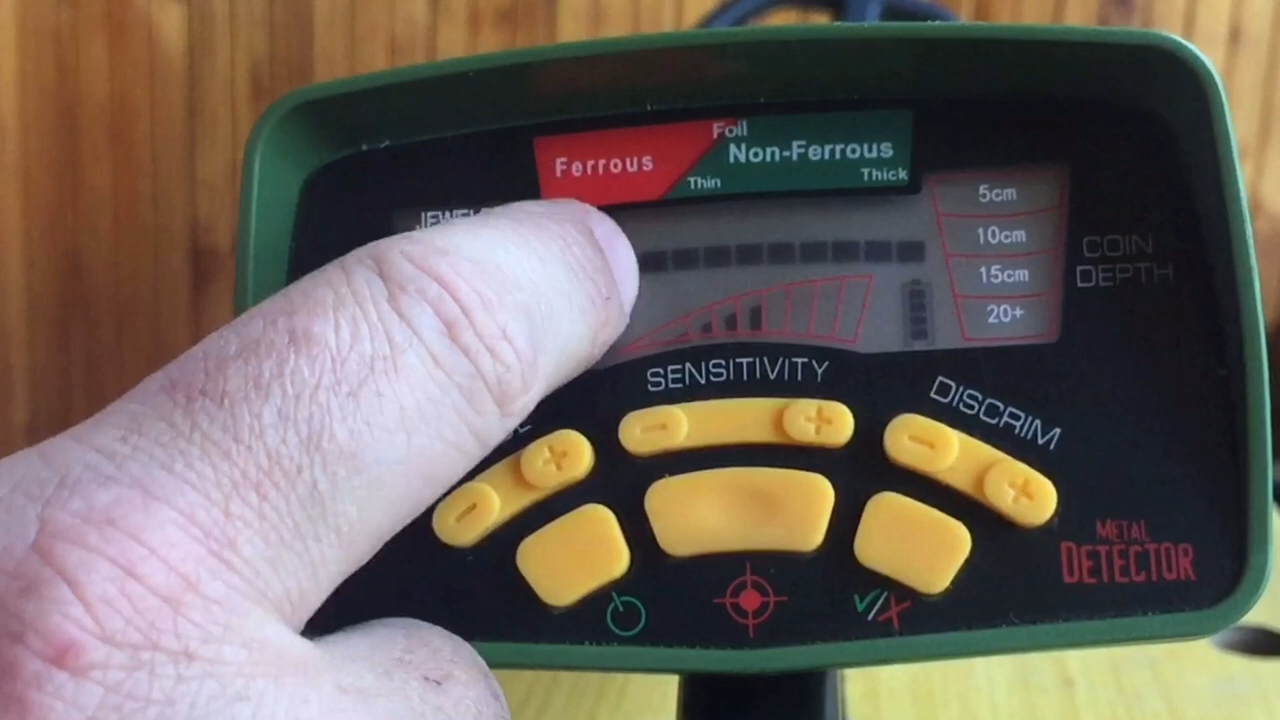 Ferrous
Foil
Non-Ferrous
Thin
Thick
5cm
10cm
15cm
20+
COIN
DEPTH
SENSITIVITY
DISCRIM
METAL
DETECTOR